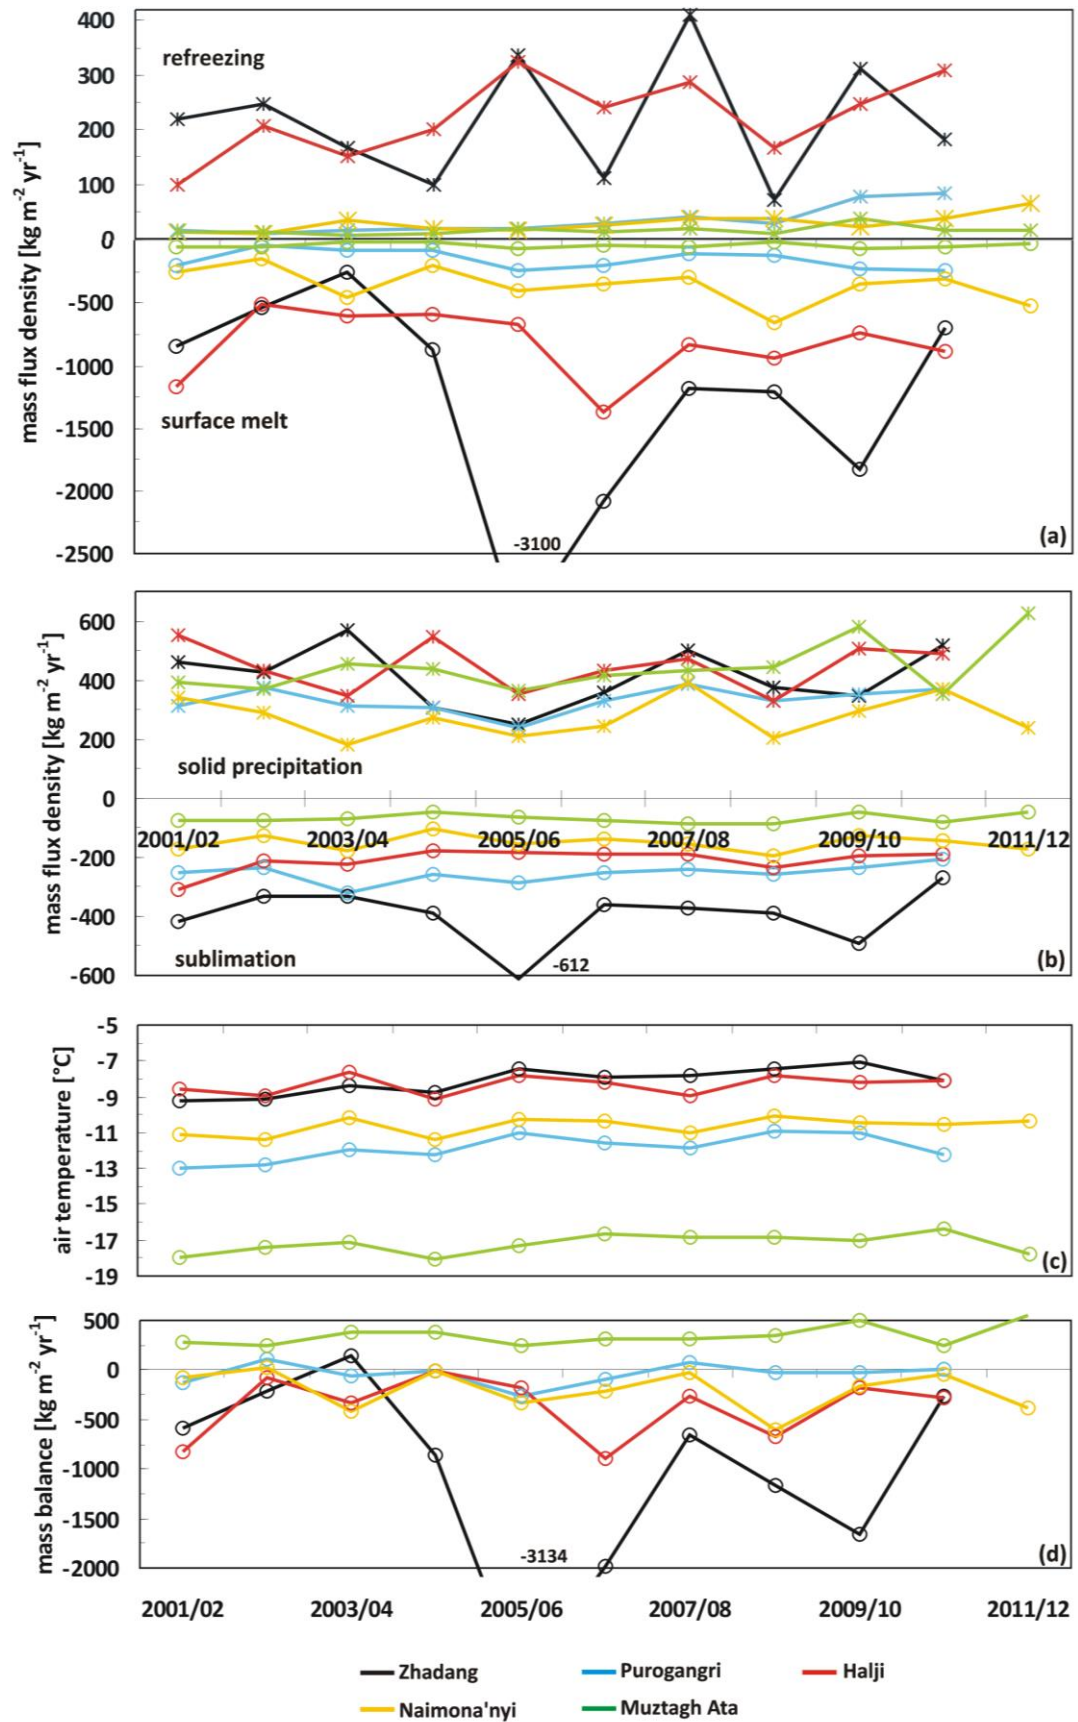 400
refreezing
300
200
100
0
-500
-1000
surface melt
-1500
-2000
-3100
-2500
(a)
mass flux density [kg m-2 yr-1]
600
400
200
solid precipitation
0
2001/02 2003/04 2005/06 2007/08 2009/10 2011/12
-200
-400
sublimation
-612
-600
(b)
mass flux density [kg m-2 yr-1]
-5
-7
-9
-11
-13
-15
-17
-19
(c)
air temperature [°C]
500
0
-500
-1000
-1500
-3134
-2000
(d)
mass balance [kg m-2 yr-1]
2001/02 2003/04 2005/06 2007/08 2009/10 2011/12
Zhadang Purogangri Halji
Naimona'nyi Muztagh Ata